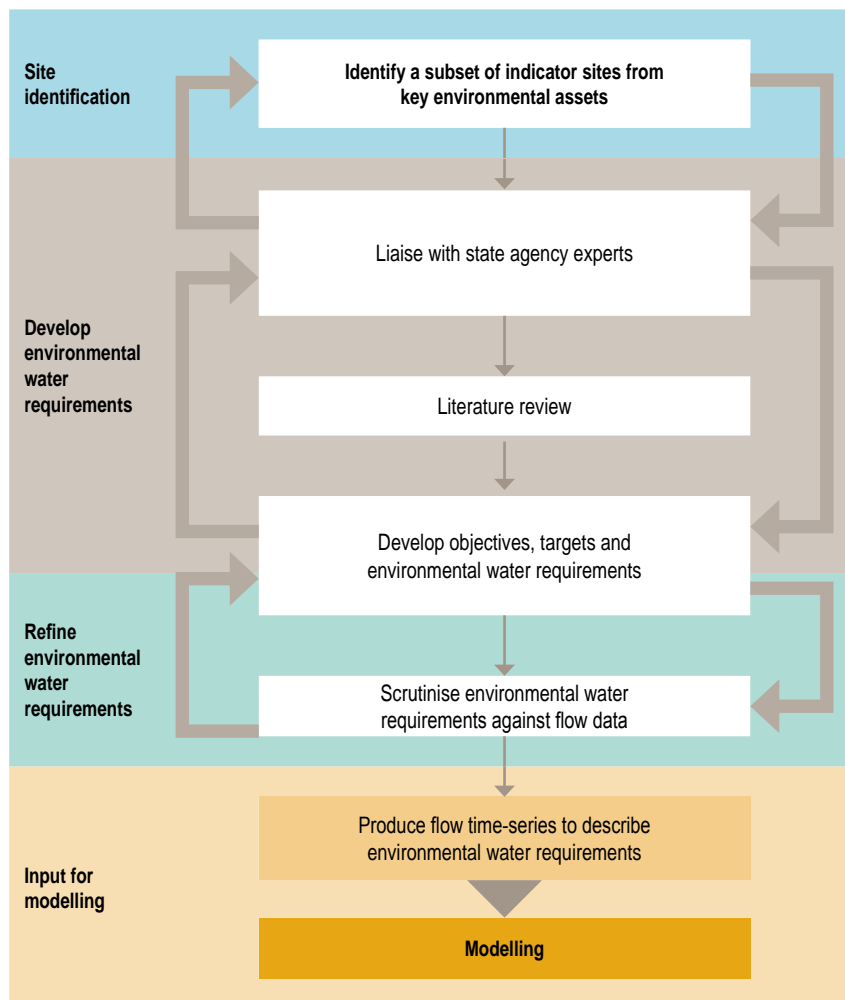 Site
identification
Identify a subset of indicator sites from
key environmental assets
Develop
environmental
water
requirements
Liaise with state agency experts
Literature review
Develop objectives, targets and
environmental water requirements
Refine
environmental
water
requirements
Scrutinise environmental water
requirements against flow data
Input for
modelling
Produce flow time-series to describe
environmental water requirements
Modelling